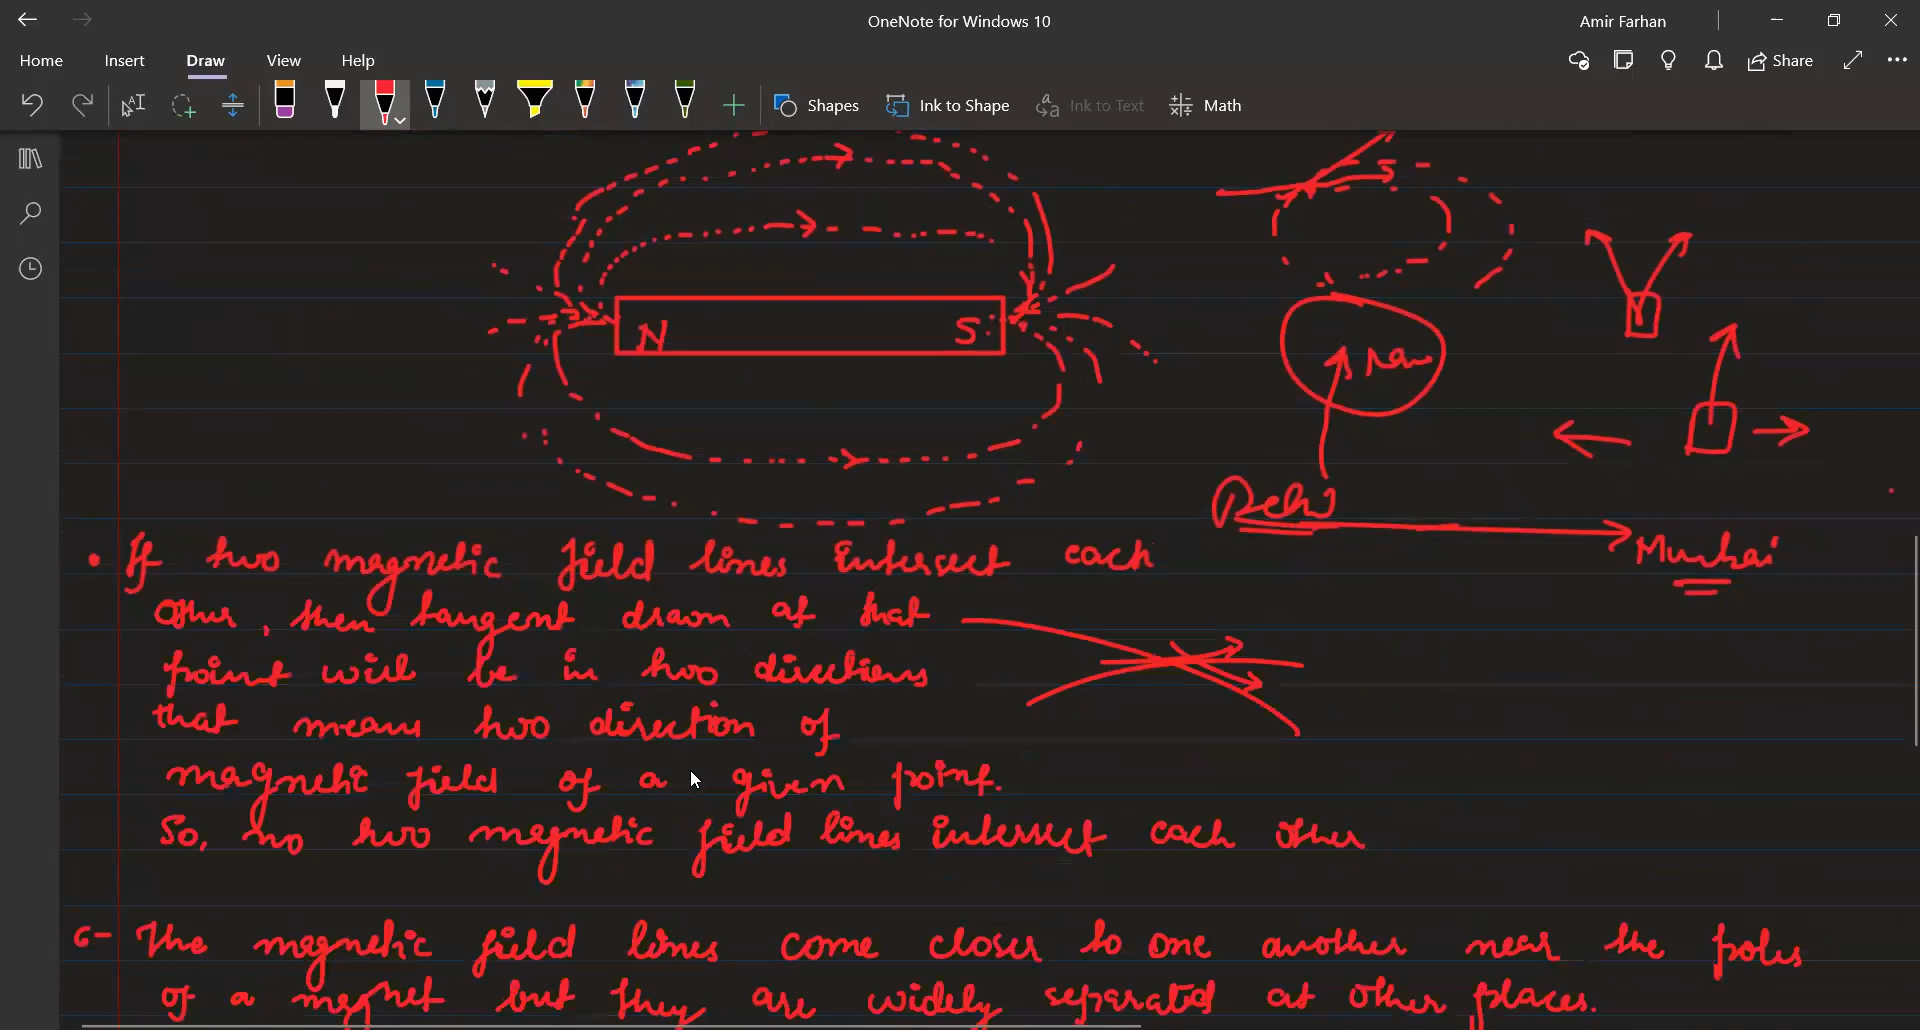 OneNote for Windows 10
Amir Farhan
Home Insert Draw View Help
Share
Shapes Ink to Shape Ink to Text Math
N S
Ram
Delhi
Mumbai
• If two magnetic field lines Intersect each
other, then tangent drawn at that
point will be in two directions
that means two direction of
magnetic field of a given point.
So, no two magnetic field lines intersect each other
6- The magnetic field lines come closer to one another near the poles
of a magnet but they are widely separated at other places.